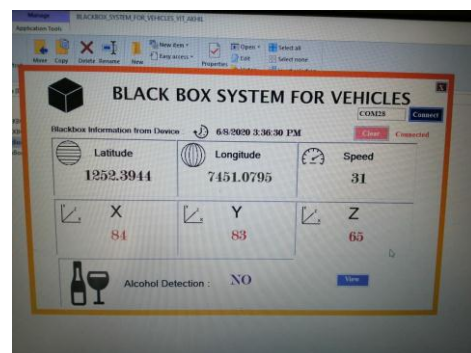 Manage
BLACKBOX_SYSTEM_FOR_VEHICLES_VIT_AKHIL
Application Tools
Move Copy Delete Rename New
New item
Easy access
Properties
Open
Edit
Select all
Select none
BLACK BOX SYSTEM FOR VEHICLES
X
COM28 Connect
Blackbox Information from Device 6/8/2020 3:36:30 PM Clear Connected
Latitude Longitude Speed
1252.3944 7451.0795 31
X Y Z
84 83 65
Alcohol Detection : NO View